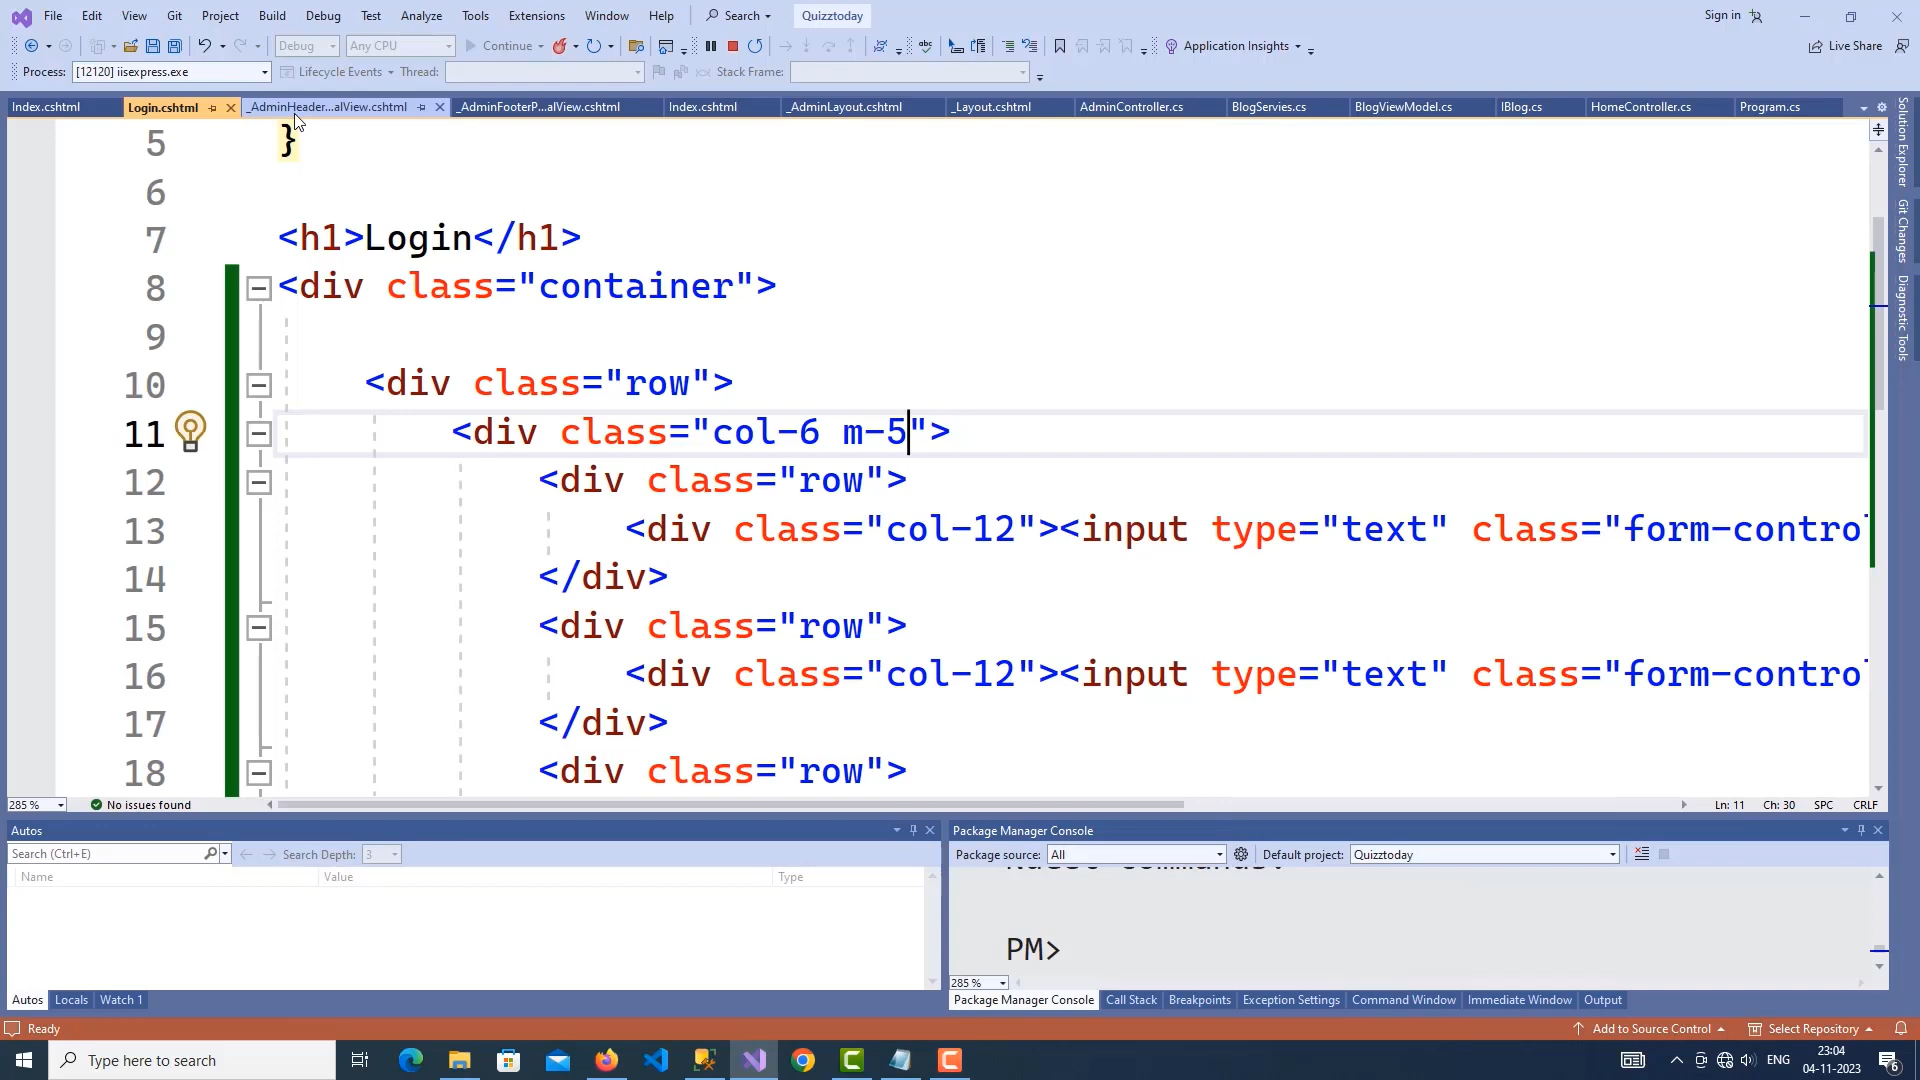 File Edit View Git Project Build Debug Test Analyze Tools Extensions Window Help Search Quizztoday Sign in
Debug Any CPU Continue Application Insights Live Share
Process: [12120] iisexpress.exe Lifecycle Events Thread: Stack Frame:
Index.cshtml Login.cshtml _AdminHeader...alView.cshtml _AdminFooterP...alView.cshtml Index.cshtml _AdminLayout.cshtml _Layout.cshtml AdminController.cs BlogServies.cs BlogViewModel.cs IBlog.cs HomeController.cs Program.cs
5 }
6
7 <h1>Login</h1>
8 <div class="container">
9
10 <div class="row">
11 <div class="col-6 m-5">
12 <div class="row">
13 <div class="col-12"><input type="text" class="form-contro
14 </div>
15 <div class="row">
16 <div class="col-12"><input type="text" class="form-contro
17 </div>
18 <div class="row">
Solution Explorer
Git Changes
Diagnostic Tools
285 % No issues found Ln: 11 Ch: 30 SPC CRLF
Autos
Search (Ctrl+E) Search Depth: 3
Name Value Type
Autos Locals Watch 1
Package Manager Console
Package source: All Default project: Quizztoday
PM>
285 %
Package Manager Console Call Stack Breakpoints Exception Settings Command Window Immediate Window Output
Ready Add to Source Control Select Repository
Type here to search ENG 23:04
04-11-2023 6